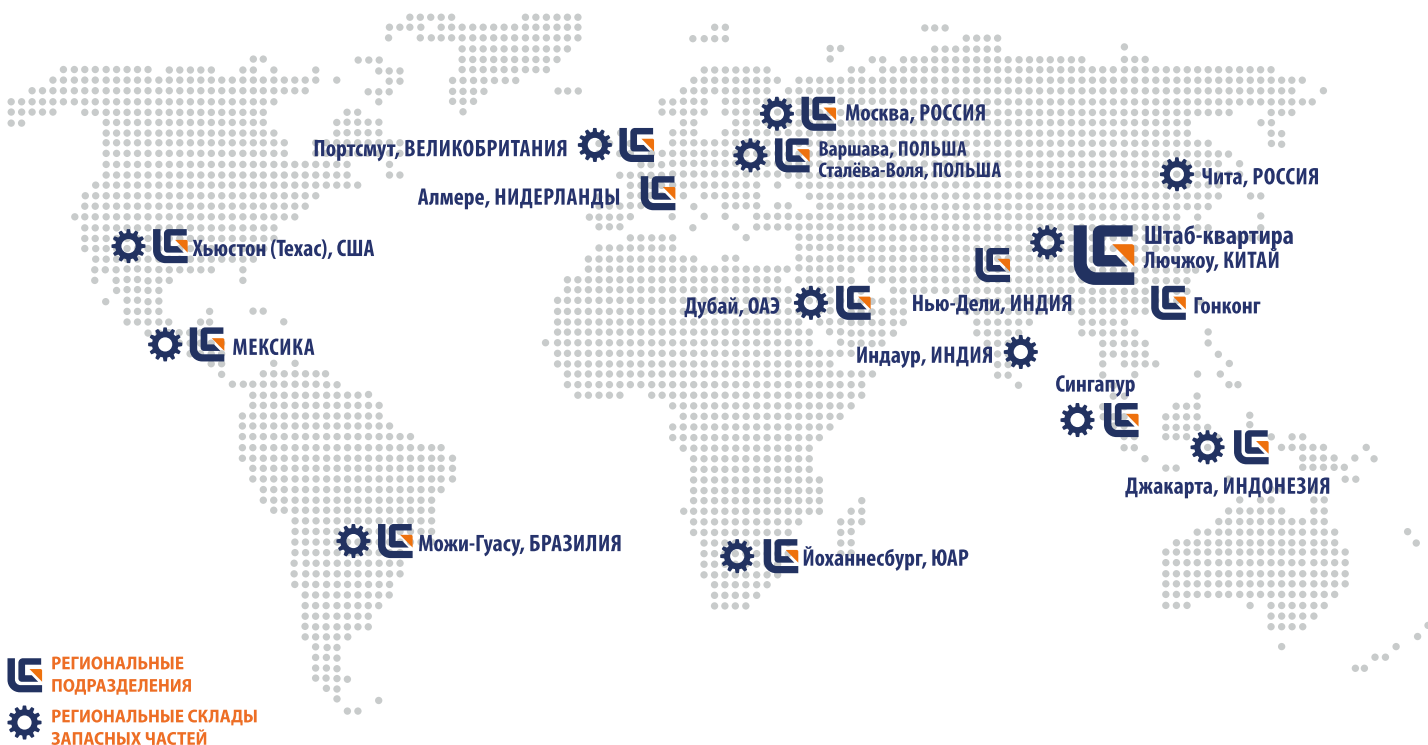 Москва, РОССИЯ
Портсмут, ВЕЛИКОБРИТАНИЯ
Варшава, ПОЛЬША
Сталёва-Воля, ПОЛЬША
Чита, РОССИЯ
Алмере, НИДЕРЛАНДЫ
Хьюстон (Техас), США
Штаб-квартира
Лючжоу, КИТАЙ
Дубай, ОАЭ
Нью-Дели, ИНДИЯ
Гонконг
МЕКСИКА
Индаур, ИНДИЯ
Сингапур
Джакарта, ИНДОНЕЗИЯ
Можи-Гуасу, БРАЗИЛИЯ
Йоханнесбург, ЮАР
РЕГИОНАЛЬНЫЕ
ПОДРАЗДЕЛЕНИЯ
РЕГИОНАЛЬНЫЕ СКЛАДЫ
ЗАПАСНЫХ ЧАСТЕЙ